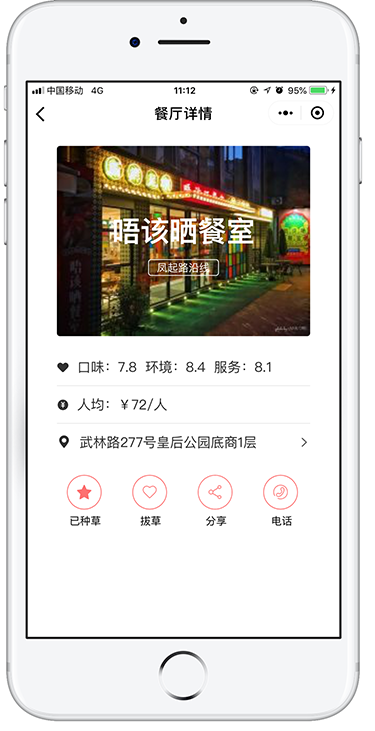 中国移动 4G 11:12 95%
餐厅详情
唔该晒餐室
凤起路沿线
口味：7.8 环境：8.4 服务：8.1
人均：￥72/人
武林路277号皇后公园底商1层
已种草 拔草 分享 电话